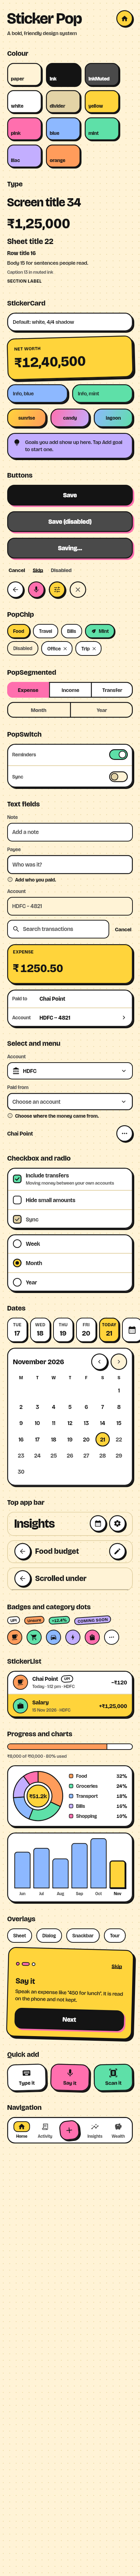 Sticker Pop
A bold, friendly design system
Colour
paper
ink
inkMuted
white
divider
yellow
pink
blue
mint
lilac
orange
Type
Screen title 34
₹1,25,000
Sheet title 22
Row title 16
Body 15 for sentences people read.
Caption 13 in muted ink
SECTION LABEL
StickerCard
Default: white, 4/4 shadow
NET WORTH
₹12,40,500
Info, blue
Info, mint
sunrise
candy
lagoon
Goals you add show up here. Tap Add goal
to start one.
Buttons
Save
Save (disabled)
Saving…
Cancel
Skip
Disabled
PopChip
Food
Travel
Bills
Mint
Disabled
Office
Trip
PopSegmented
Expense
Income
Transfer
Month
Year
PopSwitch
Reminders
Sync
Text fields
Note
Add a note
Payee
Who was it?
Add who you paid.
Account
HDFC – 4821
Search transactions
Cancel
EXPENSE
₹ 1250.50
Paid to
Chai Point
Account
HDFC – 4821
Select and menu
Account
HDFC
Paid from
Choose an account
Choose where the money came from.
Chai Point
Checkbox and radio
Include transfers
Moving money between your own accounts
Hide small amounts
Sync
Week
Month
Year
Dates
TUE
17
WED
18
THU
19
FRI
20
TODAY
21
November 2026
M T W T F S S
1
2 3 4 5 6 7 8
9 10 11 12 13 14 15
16 17 18 19 20 21 22
23 24 25 26 27 28 29
30
Top app bar
Insights
Food budget
Scrolled under
Badges and category dots
UPI
+12.4%
COMING SOON
StickerList
Chai Point
UPI
Today · 1:12 pm · HDFC
−₹120
Salary
15 Nov 2026 · HDFC
+₹1,25,000
Progress and charts
₹8,000 of ₹10,000 · 80% used
₹51.2k
Food 32%
Groceries 24%
Transport 18%
Bills 16%
Shopping 10%
Jun
Jul
Aug
Sep
Oct
Nov
Overlays
Sheet
Dialog
Snackbar
Tour
Skip
Say it
Speak an expense like '450 for lunch'. It is read
on the phone and not kept.
Next
Quick add
Type it
Say it
Scan it
Navigation
Home
Activity
Insights
Wealth